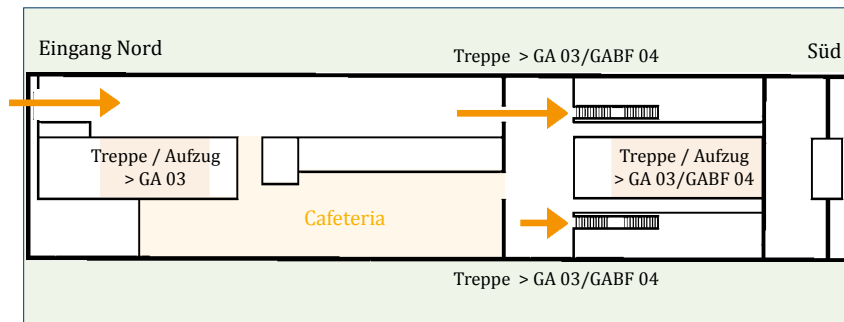 Eingang Nord
Treppe > GA 03/GABF 04
Süd
Treppe / Aufzug
> GA 03
Treppe / Aufzug
> GA 03/GABF 04
Cafeteria
Treppe > GA 03/GABF 04